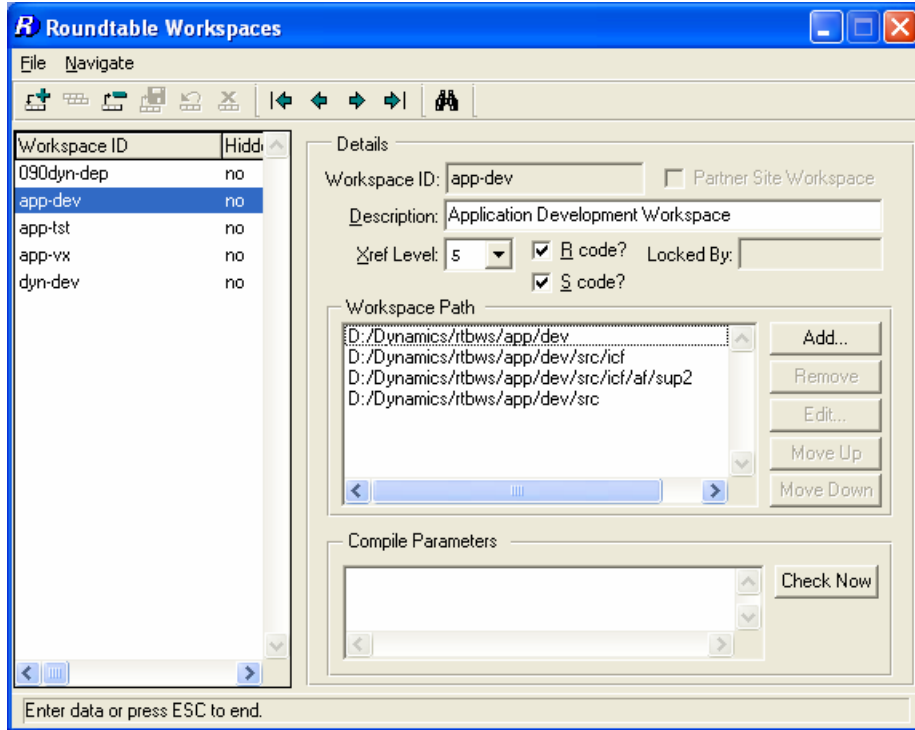 R Roundtable Workspaces
File Navigate
Workspace ID Hidd
090dyn-dep no
app-dev no
app-tst no
app-vx no
dyn-dev no
Details
Workspace ID: app-dev Partner Site Workspace
Description: Application Development Workspace
Xref Level: 5 R code? Locked By:
S code?
Workspace Path
D:/Dynamics/rtbws/app/dev
D:/Dynamics/rtbws/app/dev/src/icf
D:/Dynamics/rtbws/app/dev/src/icf/af/sup2
D:/Dynamics/rtbws/app/dev/src
Add...
Remove
Edit...
Move Up
Move Down
Compile Parameters
Check Now
Enter data or press ESC to end.